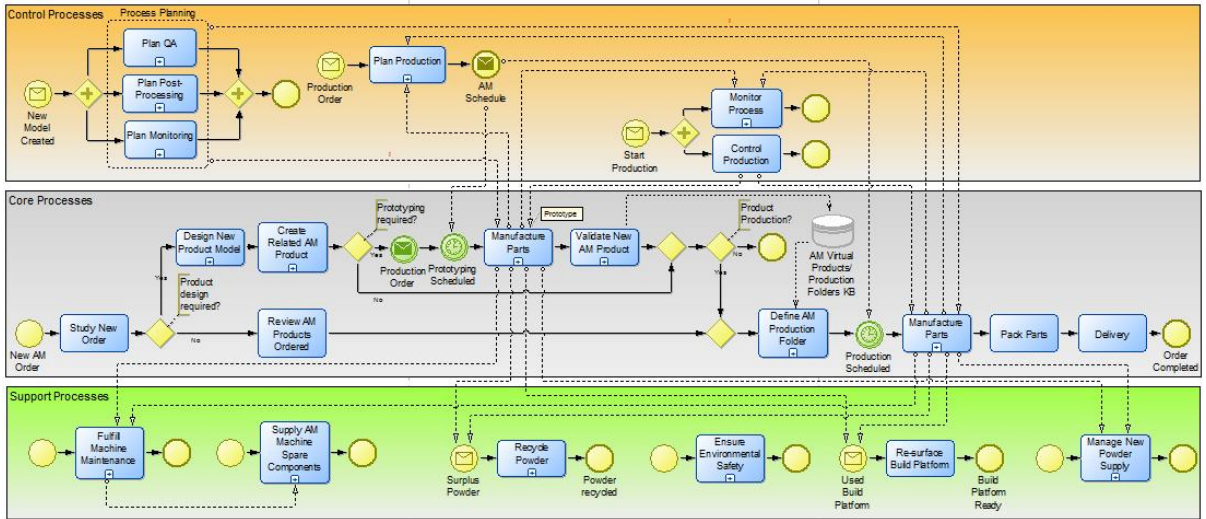 Control Processes
Process Planning
Plan QA
Plan Post-
Processing
Plan Monitoring
New
Model
Created
Production
Order
Plan Production
AM
Schedule
Start
Production
Monitor
Process
Control
Production
Core Processes
New AM
Order
Study New
Order
Product
design
required?
Yes
No
Design New
Product Model
Create
Related AM
Product
Review AM
Products
Ordered
Prototyping
required?
Yes
No
Production
Order
Prototyping
Scheduled
Prototype
Manufacture
Parts
Validate New
AM Product
Product
Production?
No
Yes
AM Virtual
Products/
Production
Folders KB
Define AM
Production
Folder
Production
Scheduled
Manufacture
Parts
Pack Parts
Delivery
Order
Completed
Support Processes
Fulfill
Machine
Maintenance
Supply AM
Machine
Spare
Components
Surplus
Powder
Recycle
Powder
Powder
recycled
Ensure
Environmental
Safety
Used
Build
Platform
Re-surface
Build Platform
Build
Platform
Ready
Manage New
Powder
Supply